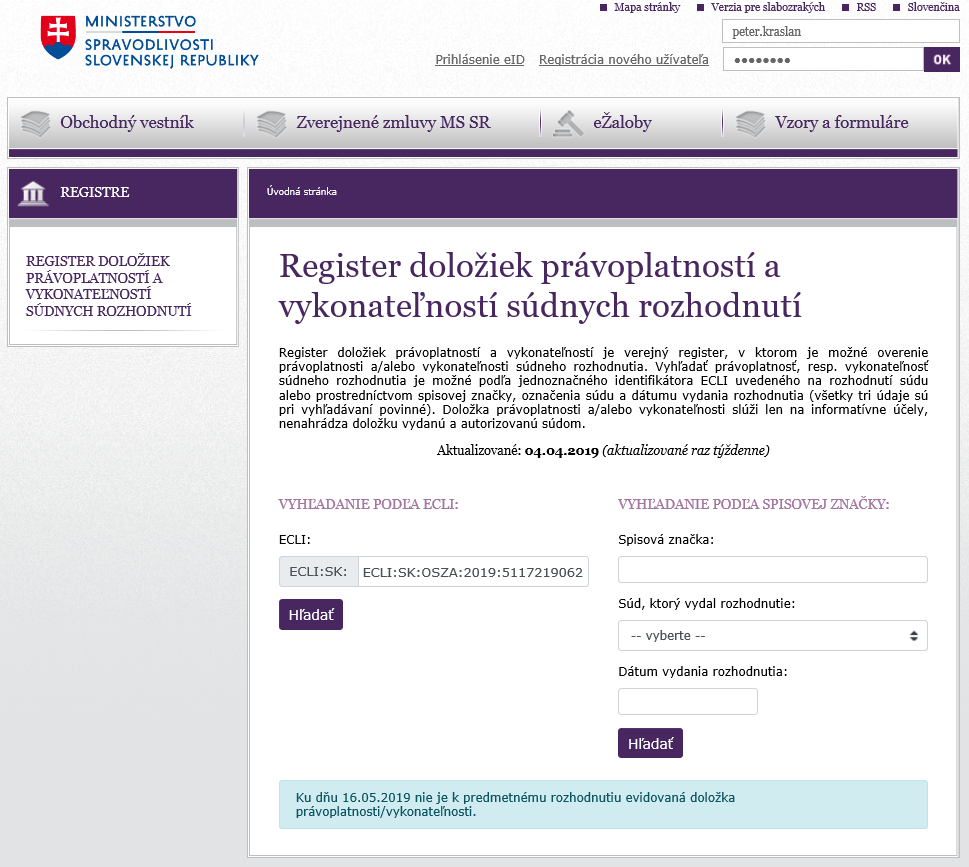 Mapa stránky Verzia pre slabozrakých RSS Slovenčina
MINISTERSTVO
SPRAVODLIVOSTI
SLOVENSKEJ REPUBLIKY
peter.kraslan
Prihlásenie eID Registrácia nového užívateľa •••••••• OK
Obchodný vestník Zverejnené zmluvy MS SR eŽaloby Vzory a formuláre
REGISTRE
Úvodná stránka
REGISTER DOLOŽIEK
PRÁVOPLATNOSTÍ A
VYKONATEĽNOSTÍ
SÚDNYCH ROZHODNUTÍ
Register doložiek právoplatností a
vykonateľností súdnych rozhodnutí
Register doložiek právoplatností a vykonateľností je verejný register, v ktorom je možné overenie
právoplatnosti a/alebo vykonateľnosti súdneho rozhodnutia. Vyhľadať právoplatnosť, resp. vykonateľnosť
súdneho rozhodnutia je možné podľa jednoznačného identifikátora ECLI uvedeného na rozhodnutí súdu
alebo prostredníctvom spisovej značky, označenia súdu a dátumu vydania rozhodnutia (všetky tri údaje sú
pri vyhľadávaní povinné). Doložka právoplatnosti a/alebo vykonateľnosti slúži len na informatívne účely,
nenahrádza doložku vydanú a autorizovanú súdom.
Aktualizované: 04.04.2019 (aktualizované raz týždenne)
VYHĽADANIE PODĽA ECLI:
ECLI:
ECLI:SK: ECLI:SK:OSZA:2019:5117219062
Hľadať
VYHĽADANIE PODĽA SPISOVEJ ZNAČKY:
Spisová značka:
Súd, ktorý vydal rozhodnutie:
-- vyberte --
Dátum vydania rozhodnutia:
Hľadať
Ku dňu 16.05.2019 nie je k predmetnému rozhodnutiu evidovaná doložka
právoplatnosti/vykonateľnosti.